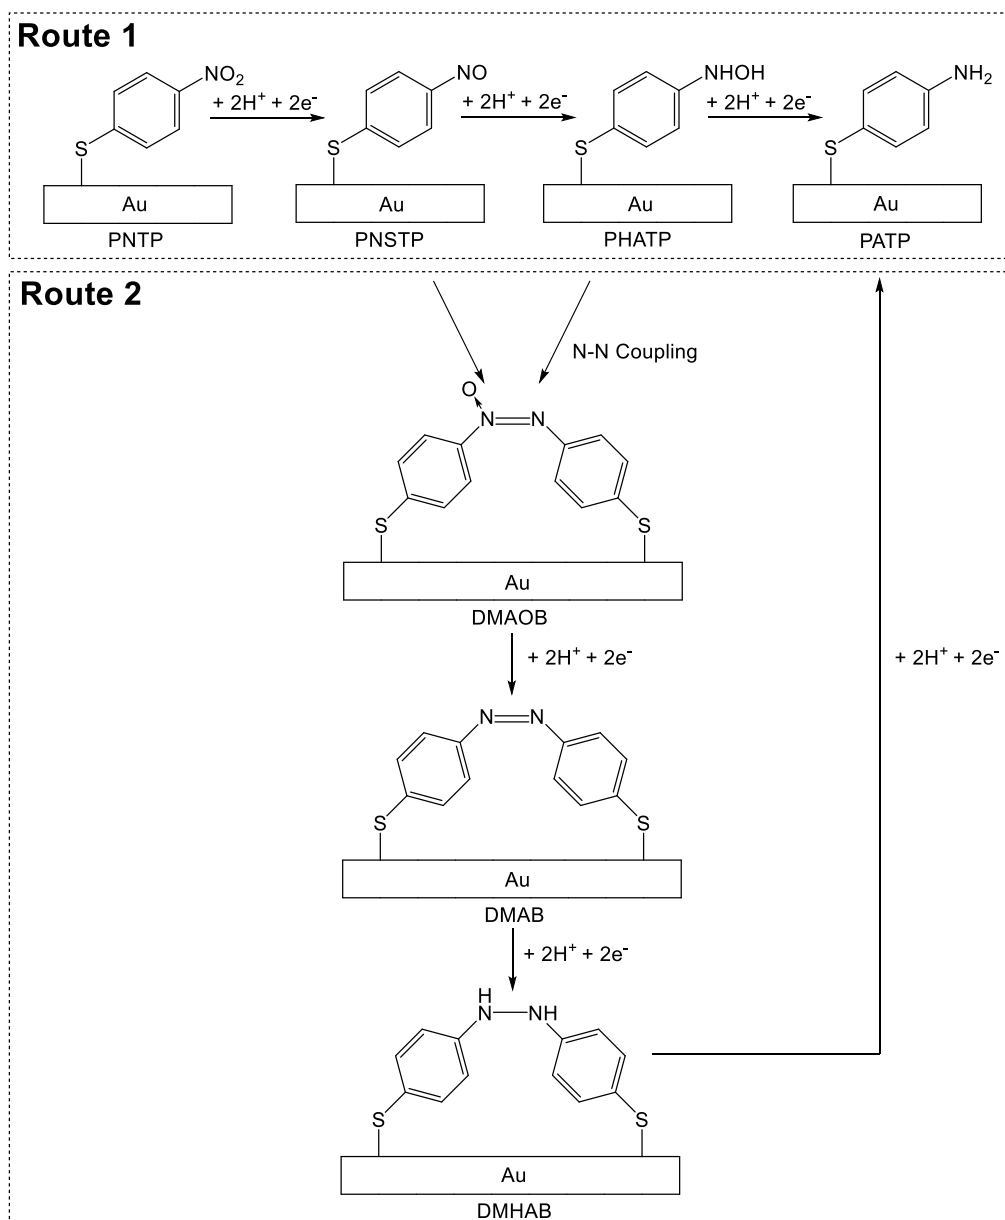 Route 1
NO₂
NO
NHOH
NH₂
+ 2H⁺ + 2e⁻
+ 2H⁺ + 2e⁻
+ 2H⁺ + 2e⁻
S
S
S
S
Au
Au
Au
Au
PNTP
PNSTP
PHATP
PATP
Route 2
N-N Coupling
O
N
N
S
S
Au
DMAOB
+ 2H⁺ + 2e⁻
+ 2H⁺ + 2e⁻
N
N
S
S
Au
DMAB
+ 2H⁺ + 2e⁻
H
N
NH
S
S
Au
DMHAB